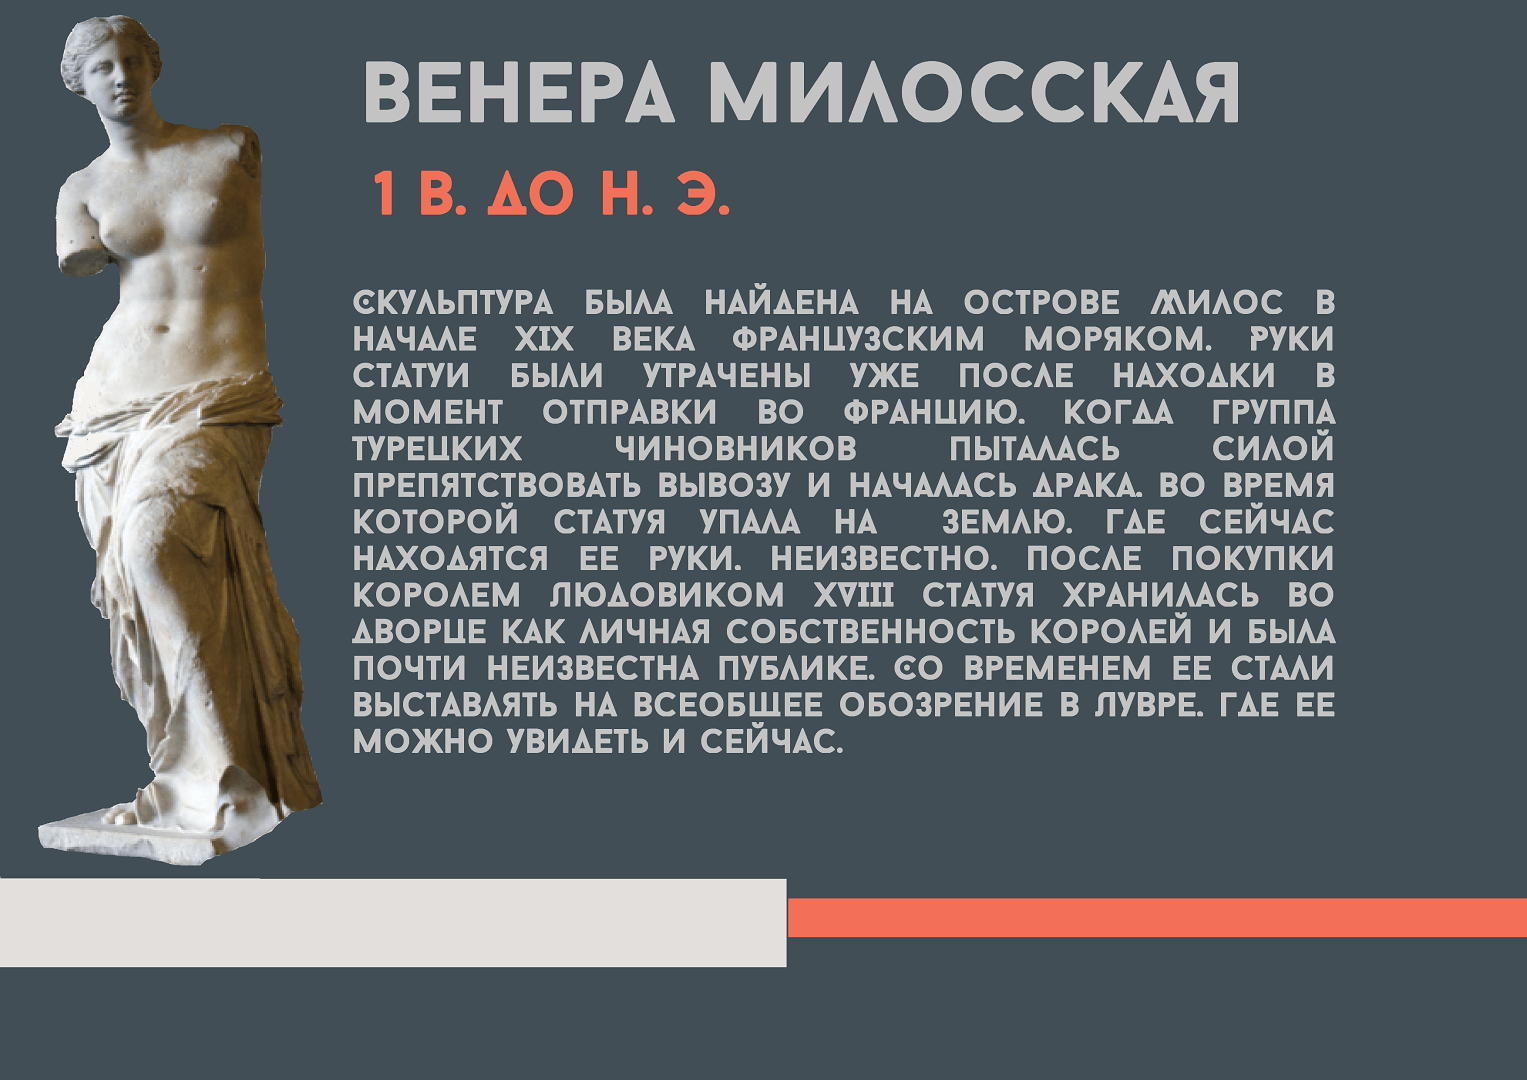 ВЕНЕРА МИЛОССКАЯ
1 В. ДО Н. Э.
СКУЛЬПТУРА БЫЛА НАЙДЕНА НА ОСТРОВЕ МИЛОС В
НАЧАЛЕ XIX ВЕКА ФРАНЦУЗСКИМ МОРЯКОМ. РУКИ
СТАТУИ БЫЛИ УТРАЧЕНЫ УЖЕ ПОСЛЕ НАХОДКИ В
МОМЕНТ ОТПРАВКИ ВО ФРАНЦИЮ. КОГДА ГРУППА
ТУРЕЦКИХ ЧИНОВНИКОВ ПЫТАЛАСЬ СИЛОЙ
ПРЕПЯТСТВОВАТЬ ВЫВОЗУ И НАЧАЛАСЬ ДРАКА. ВО ВРЕМЯ
КОТОРОЙ СТАТУЯ УПАЛА НА ЗЕМЛЮ. ГДЕ СЕЙЧАС
НАХОДЯТСЯ ЕЕ РУКИ. НЕИЗВЕСТНО. ПОСЛЕ ПОКУПКИ
КОРОЛЕМ ЛЮДОВИКОМ XVIII СТАТУЯ ХРАНИЛАСЬ ВО
ДВОРЦЕ КАК ЛИЧНАЯ СОБСТВЕННОСТЬ КОРОЛЕЙ И БЫЛА
ПОЧТИ НЕИЗВЕСТНА ПУБЛИКЕ. СО ВРЕМЕНЕМ ЕЕ СТАЛИ
ВЫСТАВЛЯТЬ НА ВСЕОБЩЕЕ ОБОЗРЕНИЕ В ЛУВРЕ. ГДЕ ЕЕ
МОЖНО УВИДЕТЬ И СЕЙЧАС.